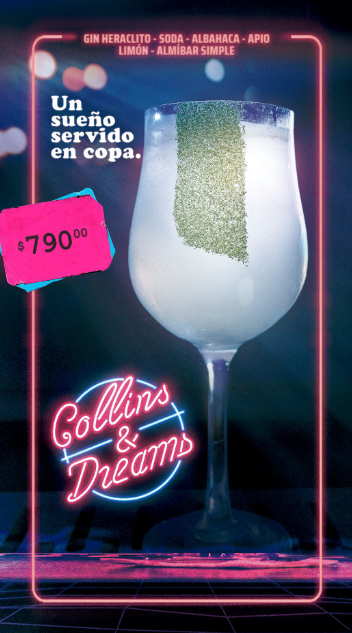 GIN HERACLITO - SODA - ALBAHACA - APIO
LIMÓN - ALMÍBAR SIMPLE
Un
sueño
servido
en copa.
$790⁰⁰
Collins
&
Dreams